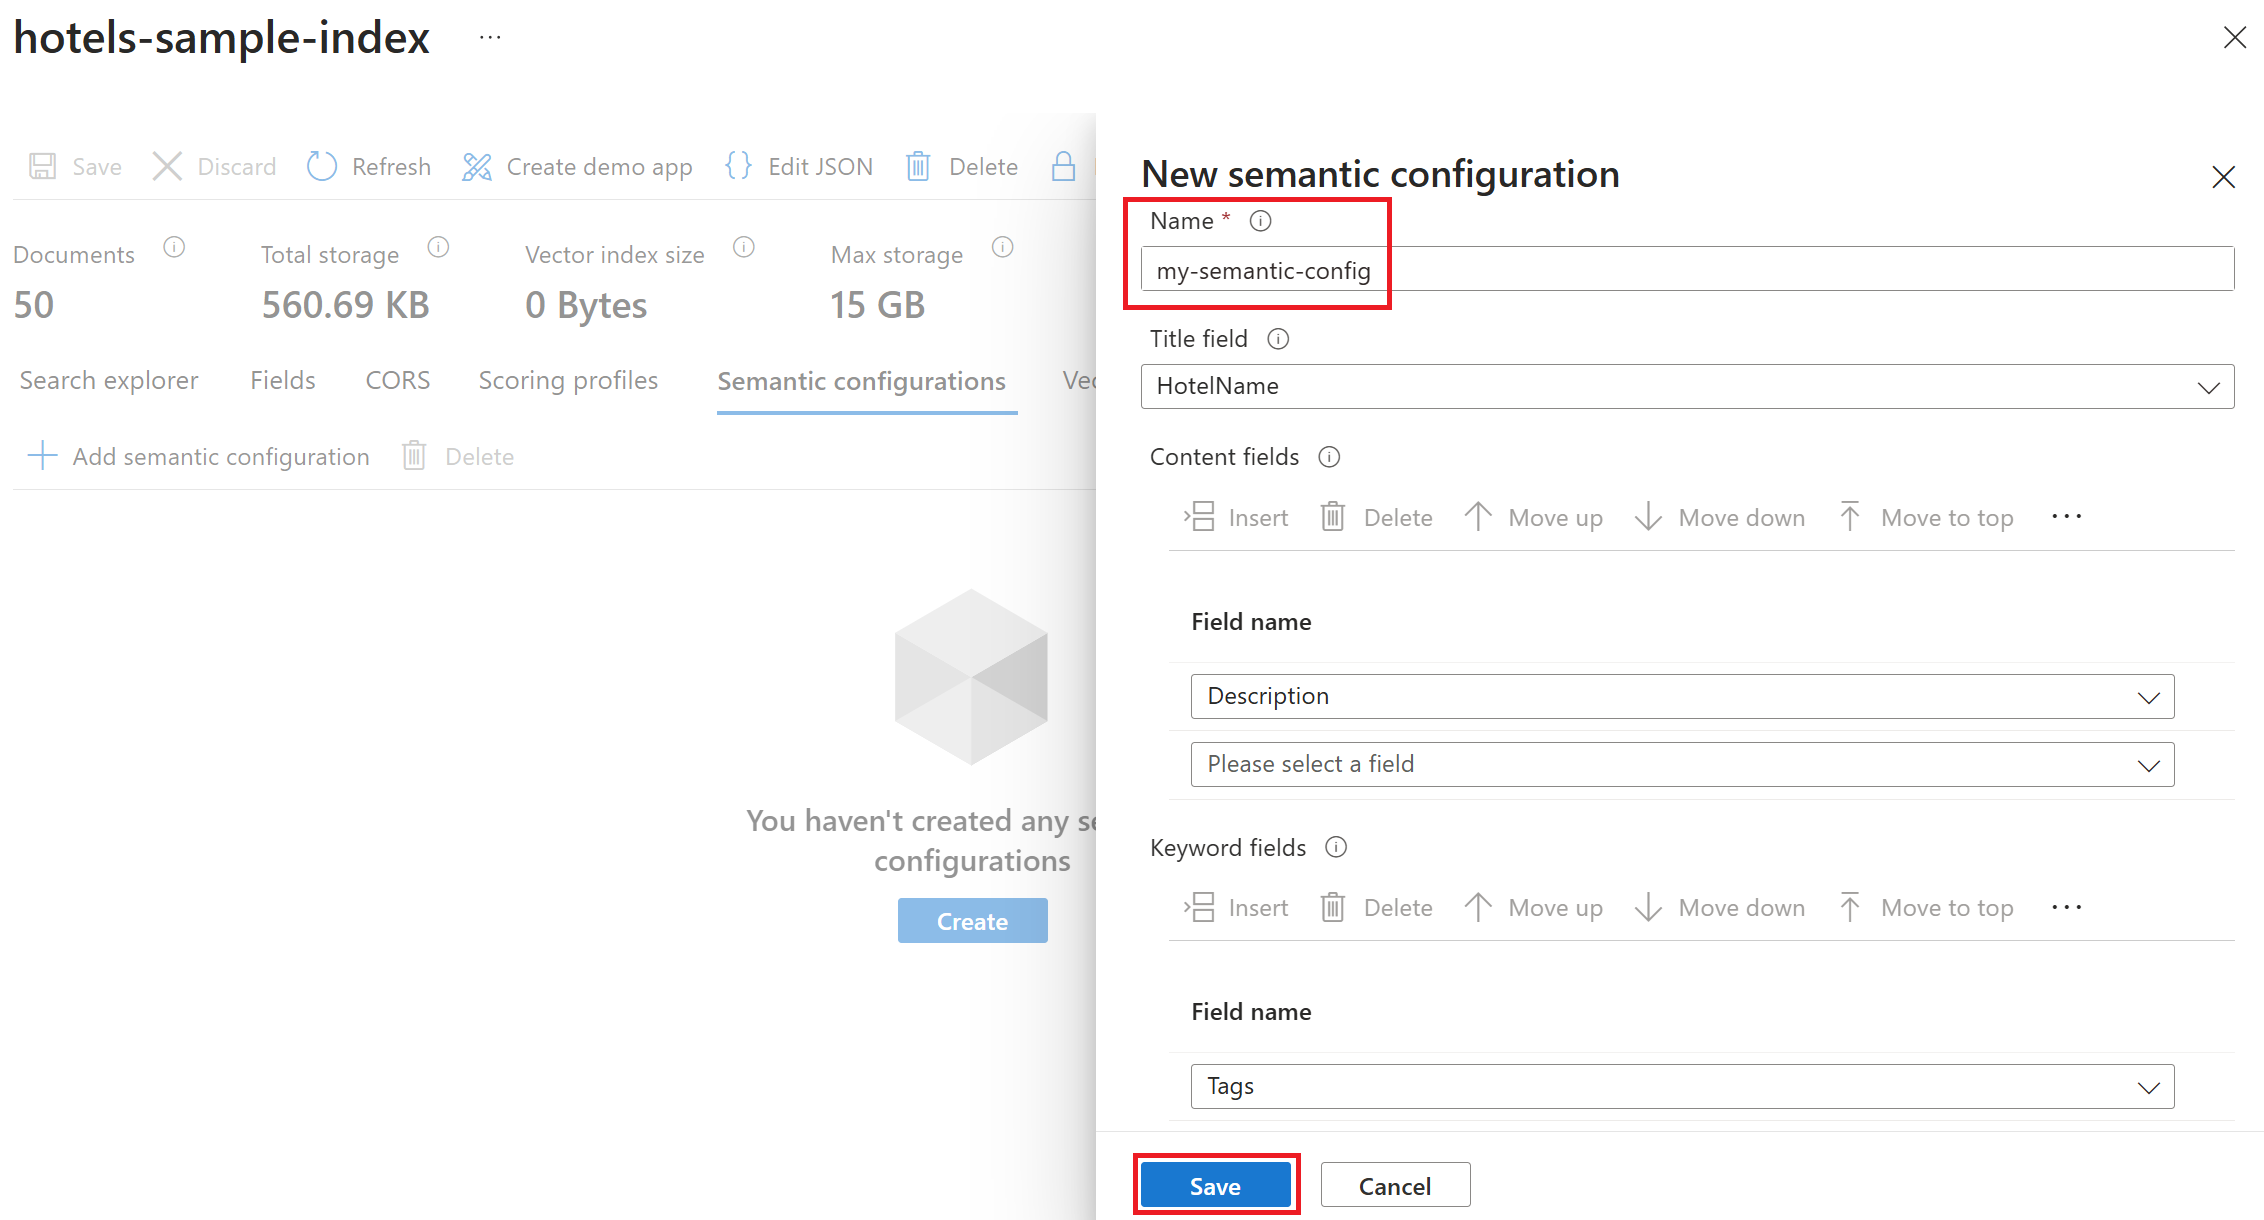 hotels-sample-index ...
Save Discard Refresh Create demo app {} Edit JSON Delete
Documents Total storage Vector index size Max storage
50 560.69 KB 0 Bytes 15 GB
Search explorer Fields CORS Scoring profiles Semantic configurations
Add semantic configuration Delete
You haven't created any
configurations
Create
New semantic configuration
Name *
my-semantic-config
Title field
HotelName
Content fields
Insert Delete Move up Move down Move to top ...
Field name
Description
Please select a field
Keyword fields
Insert Delete Move up Move down Move to top ...
Field name
Tags
Save Cancel